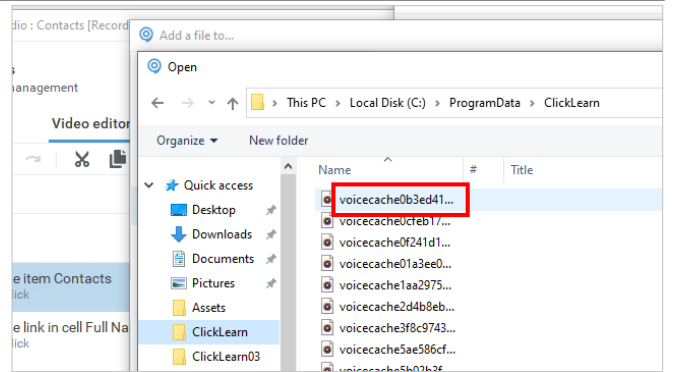 dio : Contacts [Record
Add a file to...
Open
s
anagement
This PC > Local Disk (C:) > ProgramData > ClickLearn
Video editor
Organize
New folder
Name
#
Title
Quick access
Desktop
Downloads
Documents
Pictures
Assets
ClickLearn
ClickLearn03
voicecache0b3ed41...
voicecache0cfeb17...
voicecache0f241d1...
voicecache01a3ee0...
voicecache1aa2975...
voicecache2d4b8eb...
voicecache3f8c9743...
voicecache5ae586cf...
voicecache5b02b3f...
e item Contacts
lick
e link in cell Full Na
lick